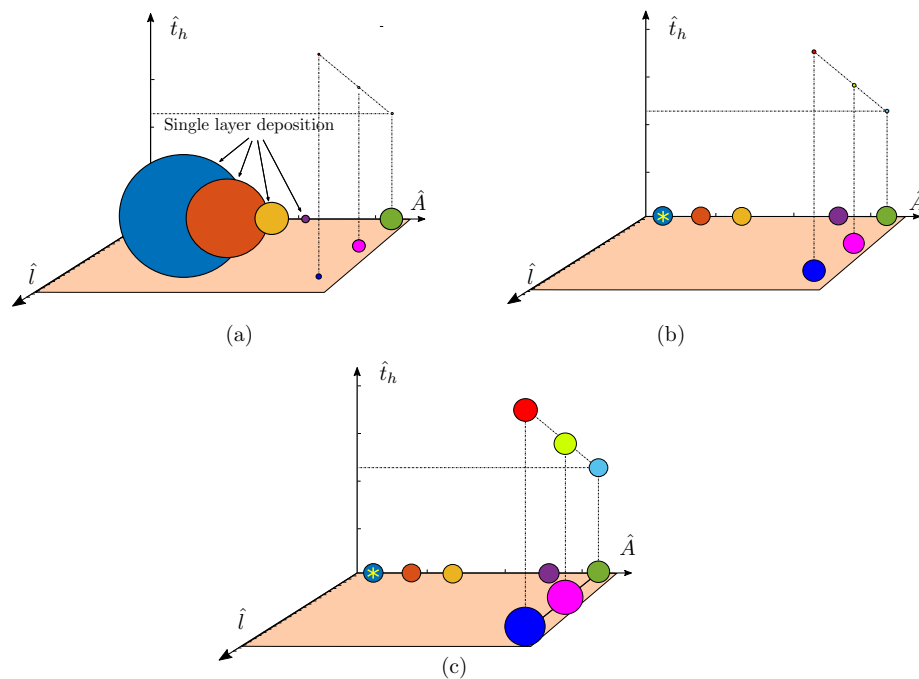 t̂_h
t̂_h
Single layer deposition
Â
Â
l̂
l̂
(a)
(b)
t̂_h
Â
l̂
(c)